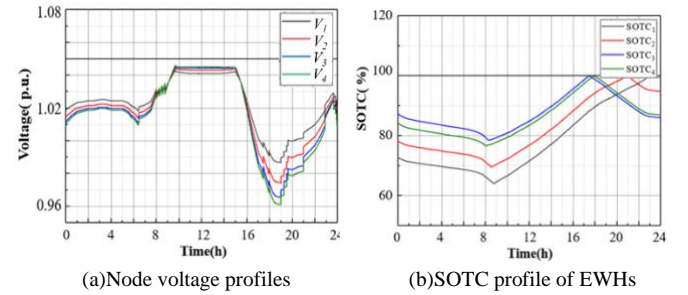 1.08
1.02
0.96
Voltage( p.u.)
V1
V2
V3
V4
0 4 8 12 16 20 24
Time(h)
120
100
80
60
SOTC( %)
SOTC1
SOTC2
SOTC3
SOTC4
0 4 8 12 16 20 24
Time(h)
(a)Node voltage profiles
(b)SOTC profile of EWHs